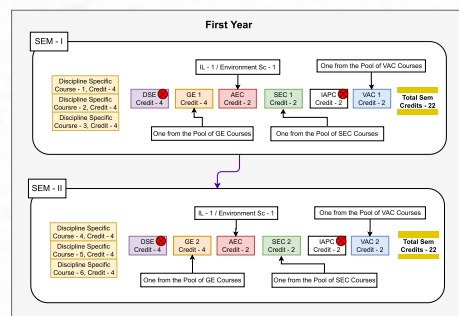 First Year
SEM - I
IL - 1 / Environment Sc - 1
One from the Pool of VAC Courses
Discipline Specific
Course - 1, Credit - 4
Discipline Specific
Coursre - 2, Credit - 4
Discipline Specific
Coursre - 3, Credit - 4
DSE
Credit - 4
GE 1
Credit - 4
AEC
Credit - 2
SEC 1
Credit - 2
IAPC
Credit - 2
VAC 1
Credit - 2
Total Sem
Credits - 22
One from the Pool of GE Courses
One from the Pool of SEC Courses
SEM - II
IL - 1 / Environment Sc - 1
One from the Pool of VAC Courses
Discipline Specific
Course - 4, Credit - 4
Discipline Specific
Course - 5, Credit - 4
Discipline Specific
Course - 6, Credit - 4
DSE
Credit - 4
GE 2
Credit - 4
AEC
Credit - 2
SEC 2
Credit - 2
IAPC
Credit - 2
VAC 2
Credit - 2
Total Sem
Credits - 22
One from the Pool of GE Courses
One from the Pool of SEC Courses